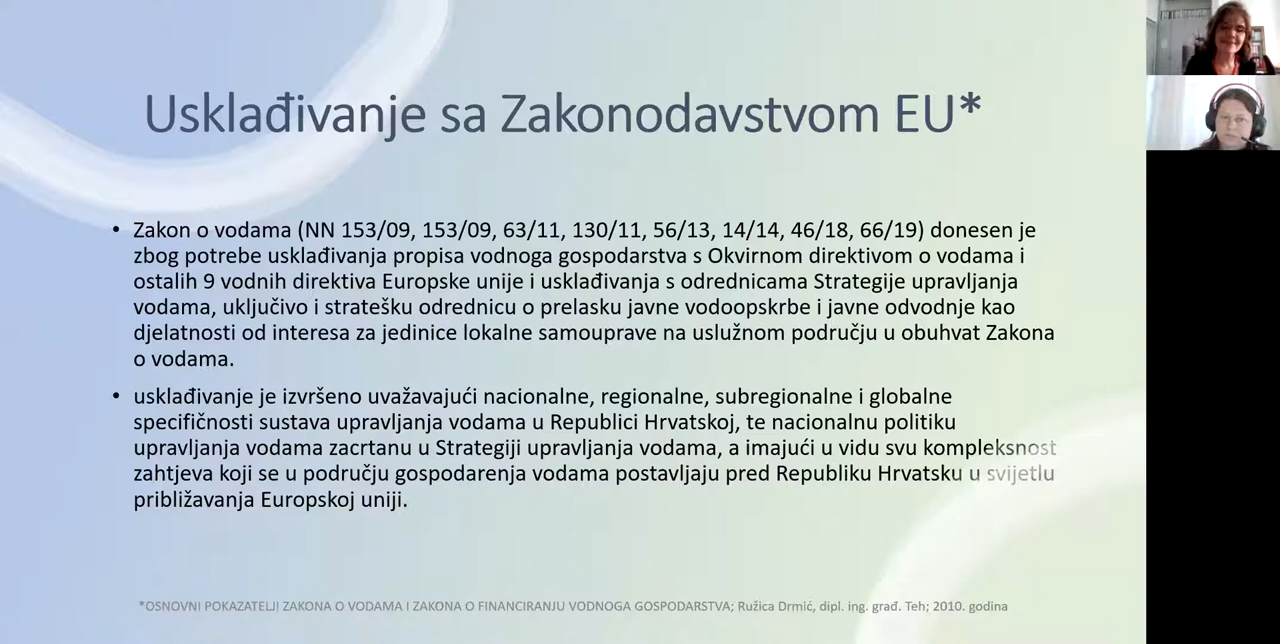 Usklađivanje sa Zakonodavstvom EU*
• Zakon o vodama (NN 153/09, 153/09, 63/11, 130/11, 56/13, 14/14, 46/18, 66/19) donesen je
zbog potrebe usklađivanja propisa vodnoga gospodarstva s Okvirnom direktivom o vodama i
ostalih 9 vodnih direktiva Europske unije i usklađivanja s odrednicama Strategije upravljanja
vodama, uključivo i stratešku odrednicu o prelasku javne vodoopskrbe i javne odvodnje kao
djelatnosti od interesa za jedinice lokalne samouprave na uslužnom području u obuhvat Zakona
o vodama.
• usklađivanje je izvršeno uvažavajući nacionalne, regionalne, subregionalne i globalne
specifičnosti sustava upravljanja vodama u Republici Hrvatskoj, te nacionalnu politiku
upravljanja vodama zacrtanu u Strategiji upravljanja vodama, a imajući u vidu svu kompleksnost
zahtjeva koji se u području gospodarenja vodama postavljaju pred Republiku Hrvatsku u svijetlu
približavanja Europskoj uniji.
*OSNOVNI POKAZATELJI ZAKONA O VODAMA I ZAKONA O FINANCIRANJU VODNOGA GOSPODARSTVA; Ružica Drmić, dipl. ing. građ. Teh; 2010. godina